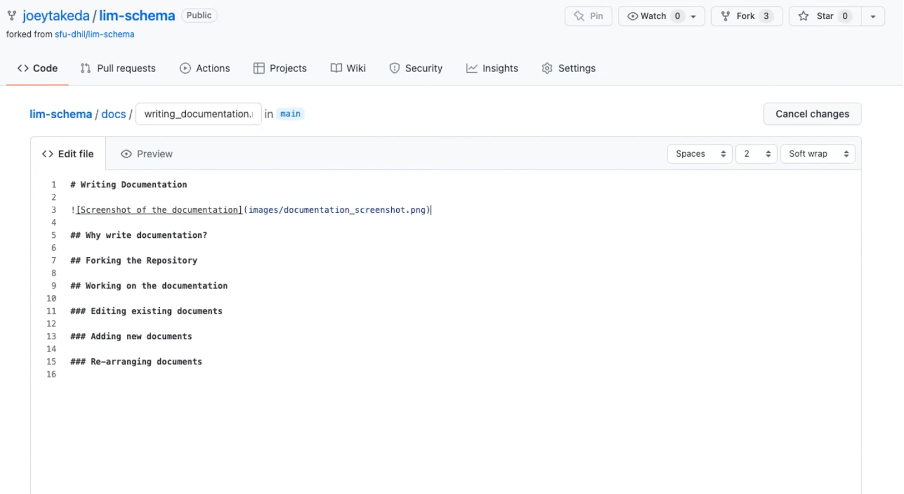 joeytakeda / lim-schema Public Pin Watch 0 Fork 3 Star 0
forked from sfu-dhil/lim-schema
Code Pull requests Actions Projects Wiki Security Insights Settings
lim-schema / docs / writing_documentation. in main Cancel changes
Edit file Preview Spaces 2 Soft wrap
1 # Writing Documentation
2
3 ![Screenshot of the documentation](images/documentation_screenshot.png)
4
5 ## Why write documentation?
6
7 ## Forking the Repository
8
9 ## Working on the documentation
10
11 ### Editing existing documents
12
13 ### Adding new documents
14
15 ### Re-arranging documents
16